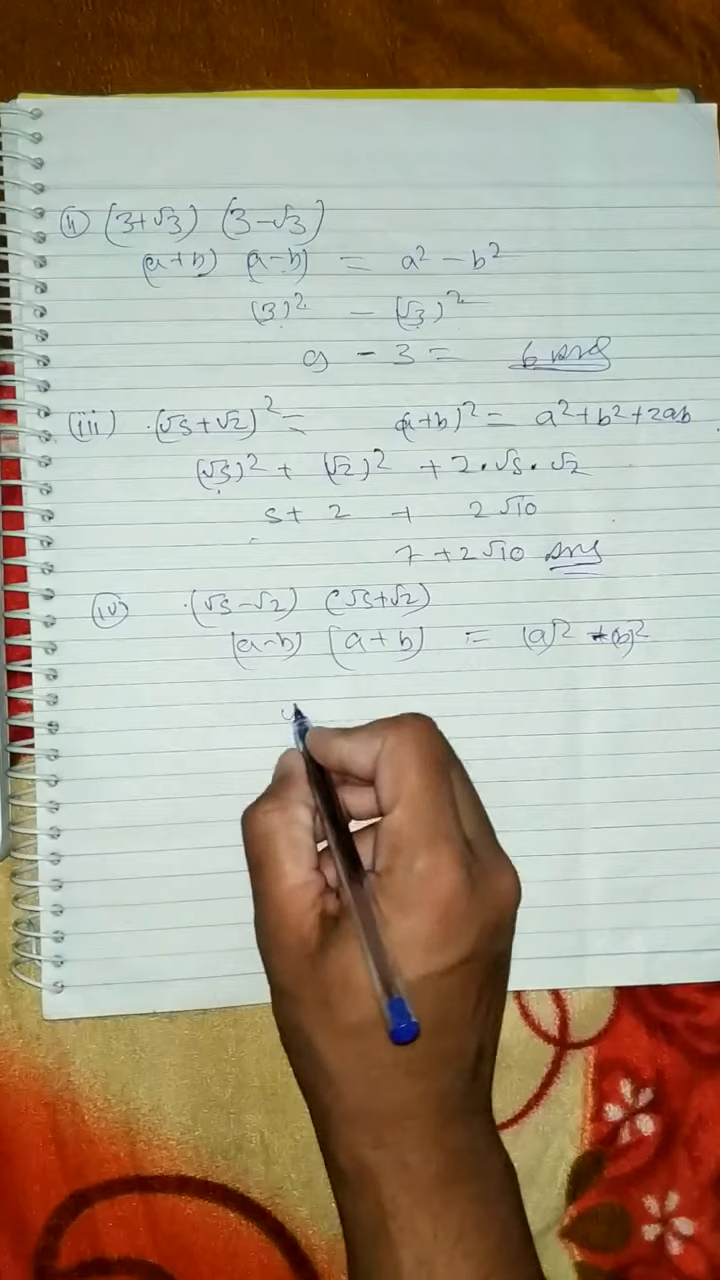 ii) (3+√3) (3-√3)
(a+b) (a-b) = a² - b²
(3)² - (√3)²
9 - 3 = 6 Ans
(iii) (√5+√2)² = (a+b)² = a²+b²+2ab
(√5)² + (√2)² + 2·√5·√2
5+ 2 + 2√10
7 + 2√10 Ans
(iv) (√5-√2) (√5+√2)
(a-b) (a+b) = (a)² - (b)²